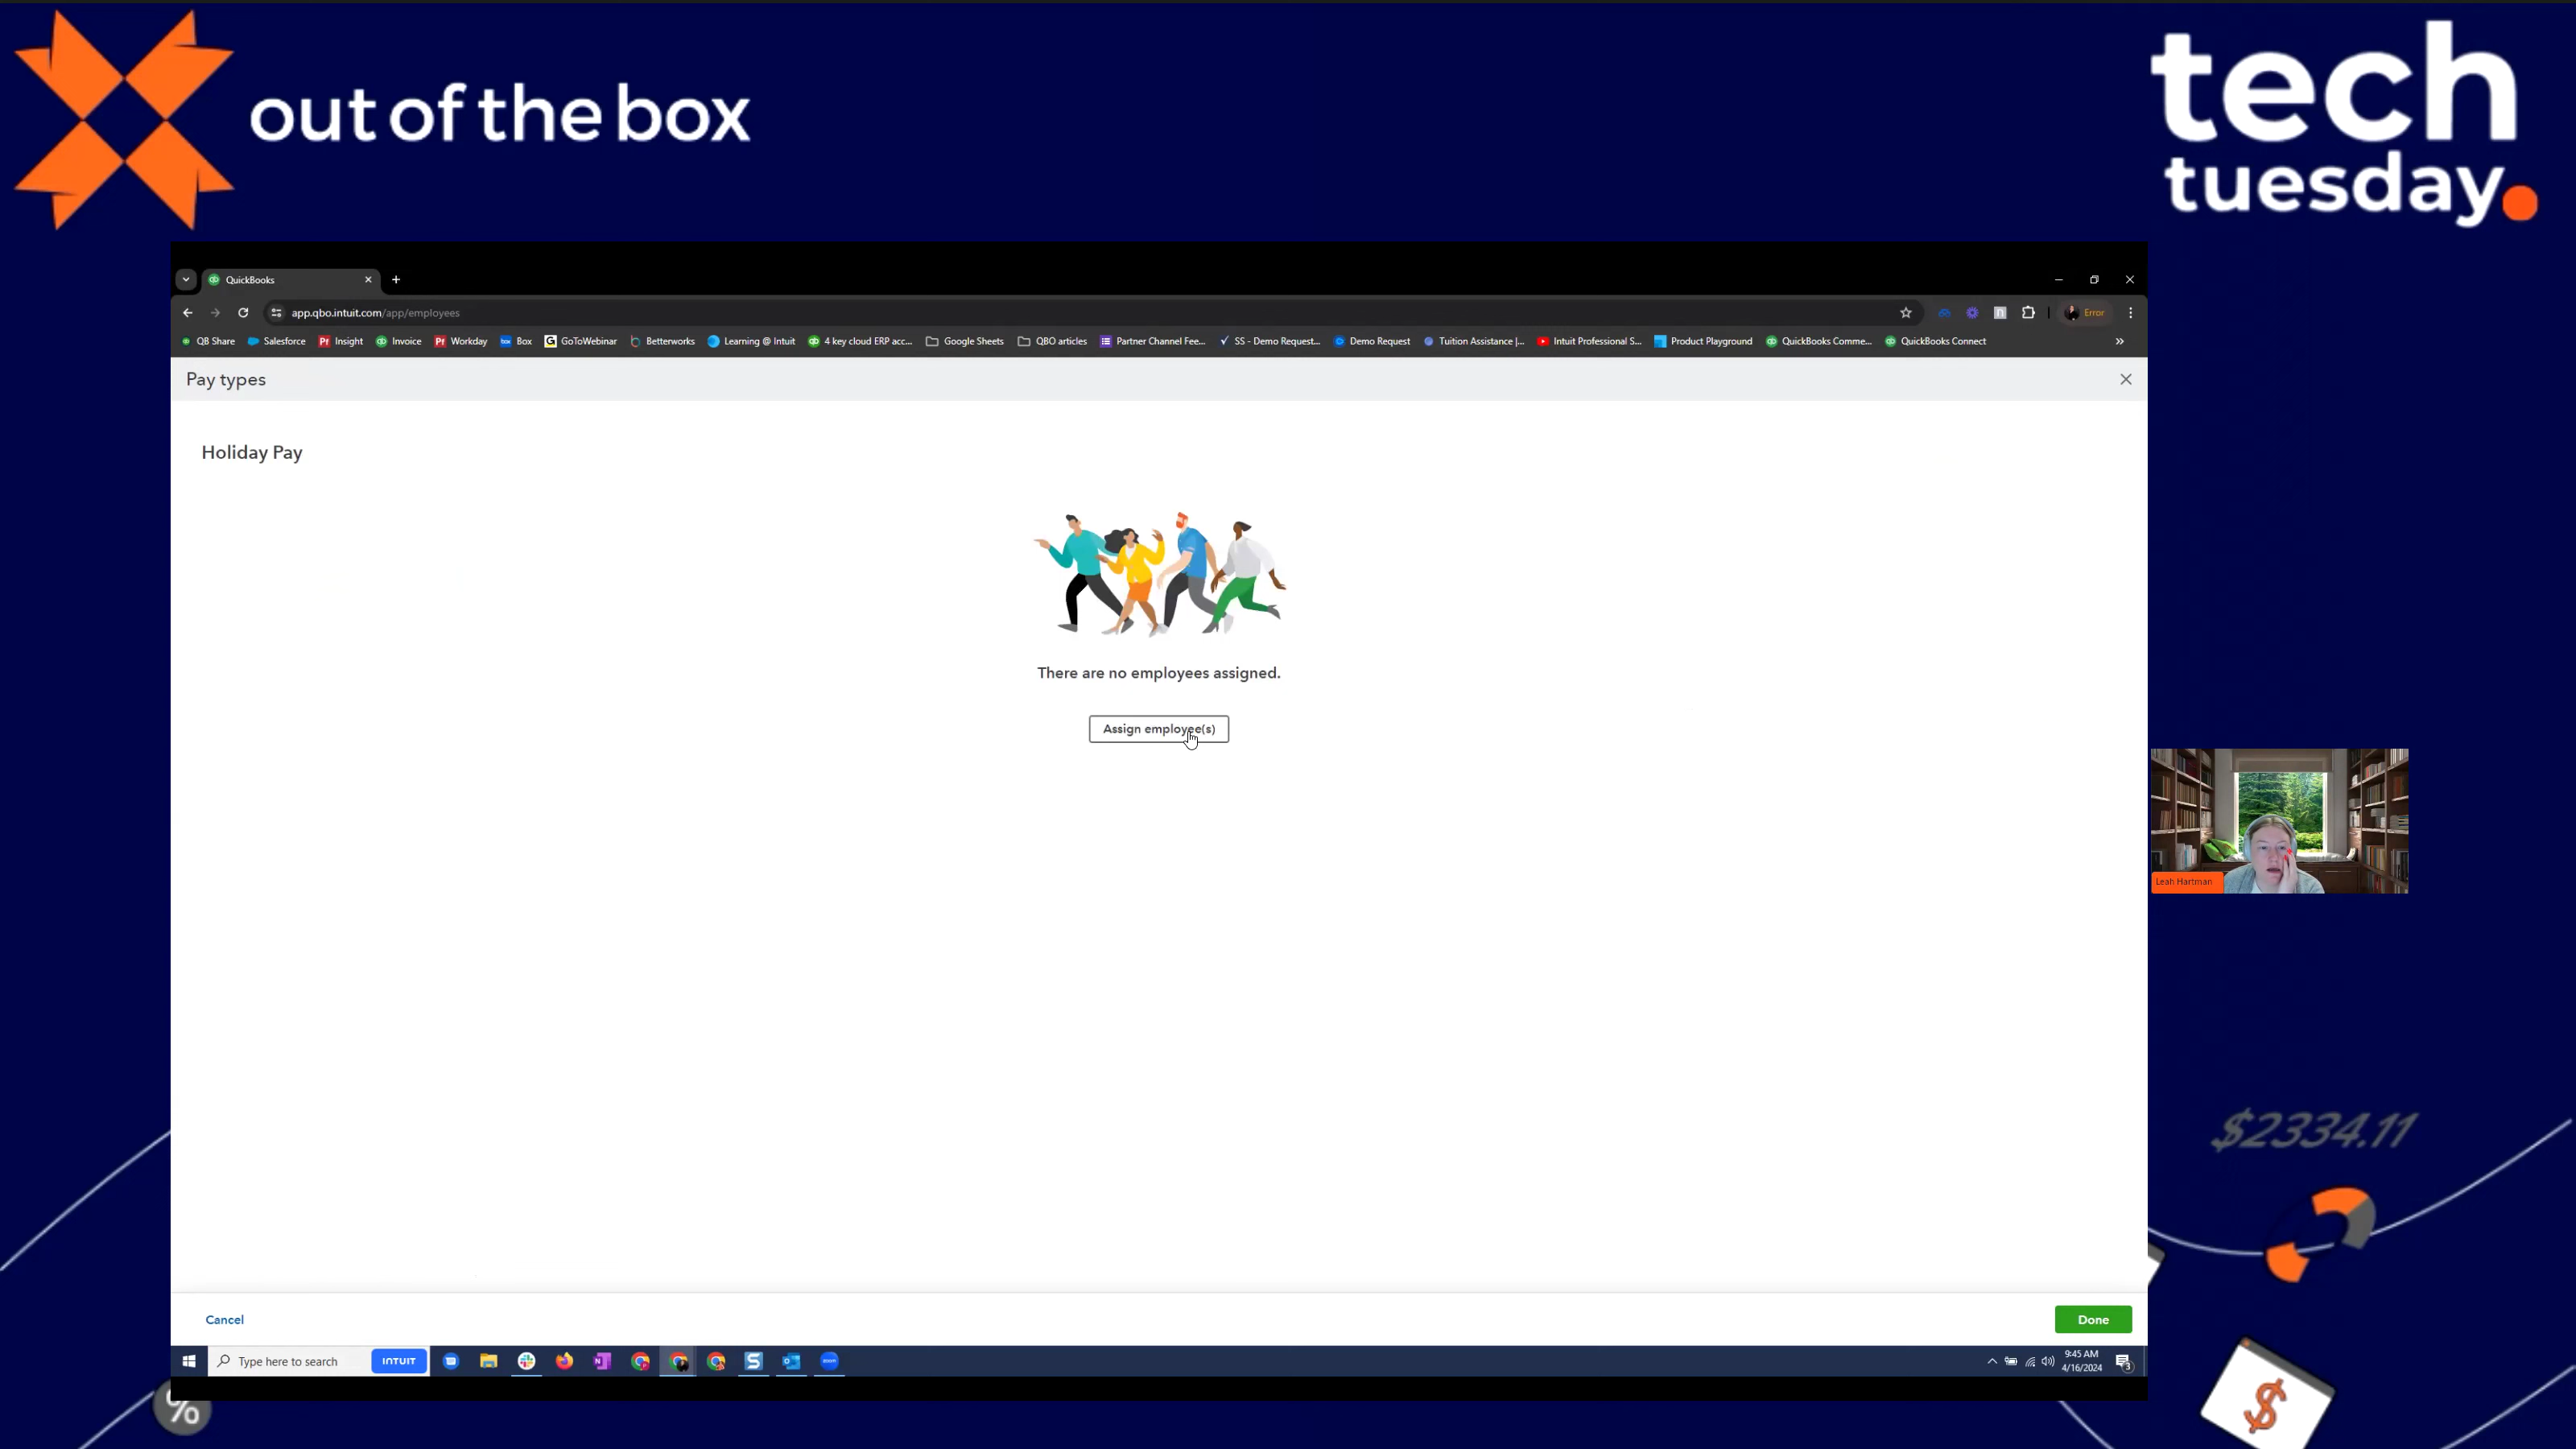 out of the box
tech
tuesday.
QuickBooks
app.qbo.intuit.com/app/employees
Error
QB Share
Salesforce
Insight
Invoice
Workday
Box
GoToWebinar
Betterworks
Learning @ Intuit
4 key cloud ERP acc...
Google Sheets
QBO articles
Partner Channel Fee...
SS - Demo Request...
Demo Request
Tuition Assistance |...
Intuit Professional S...
Product Playground
QuickBooks Comme...
QuickBooks Connect
»
Pay types
Holiday Pay
There are no employees assigned.
Assign employee(s)
Leah Hartman
$2334.11
Cancel
Done
Type here to search
INTUIT
9:45 AM
4/16/2024
3
%
$